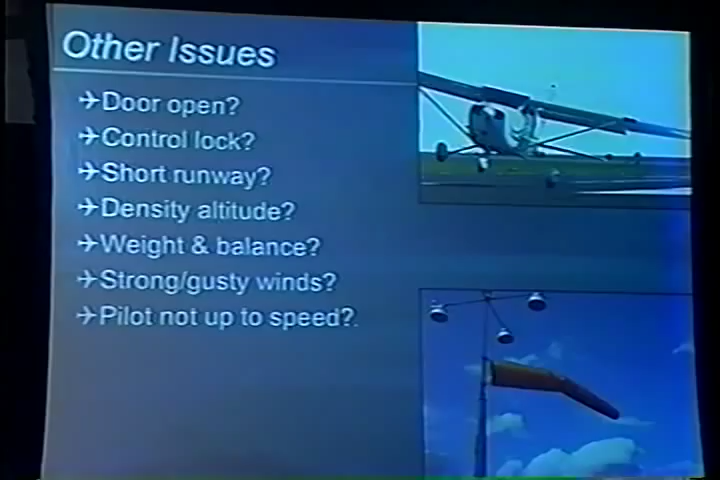 Other Issues
Door open?
Control lock?
Short runway?
Density altitude?
Weight & balance?
Strong/gusty winds?
Pilot not up to speed?